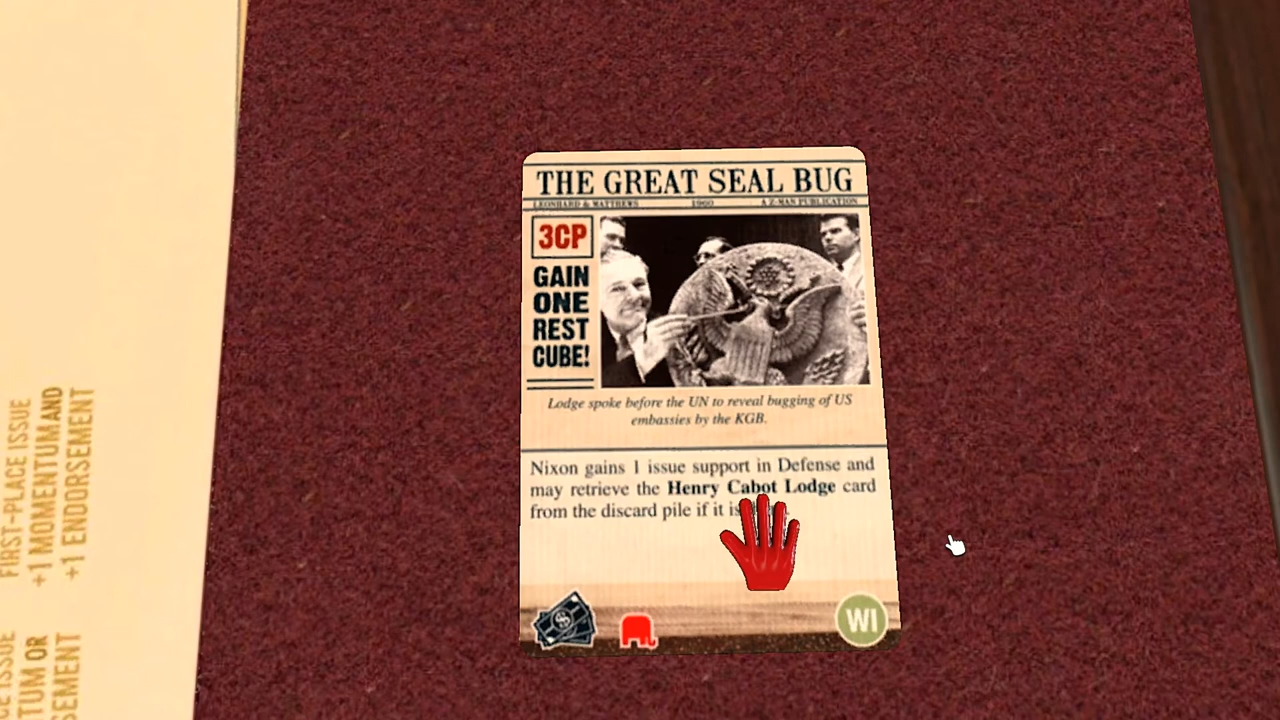 THE GREAT SEAL BUG
LEONHARD & MATTHEWS 1960 A Z-MAN PUBLICATION
3CP
GAIN
ONE
REST
CUBE!
Lodge spoke before the UN to reveal bugging of US
embassies by the KGB.
Nixon gains 1 issue support in Defense and
may retrieve the Henry Cabot Lodge card
from the discard pile if it
WI
FIRST-PLACE ISSUE
+1 MOMENTUM AND
+1 ENDORSEMENT
ISSUE
OR